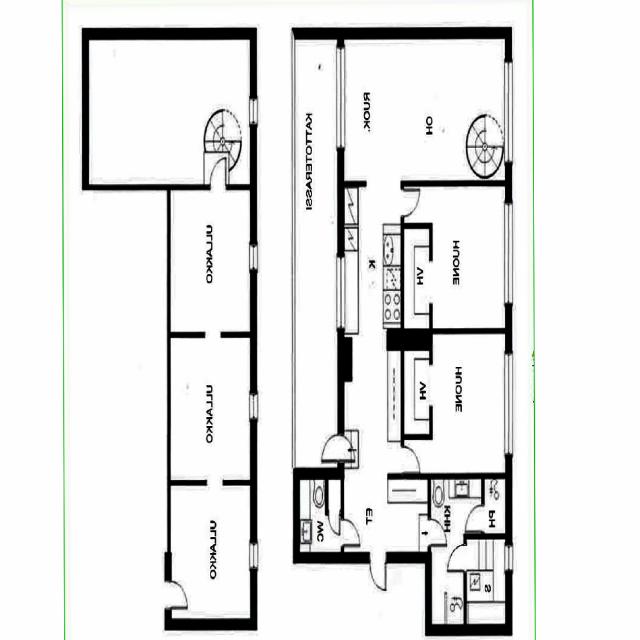 ULLAKKO
ULLAKKO
ULLAKKO
KATTOTERASSI
RUOK.
OH
K
VH
HUONE
VH
HUONE
ET
WC
KHH
PH
S